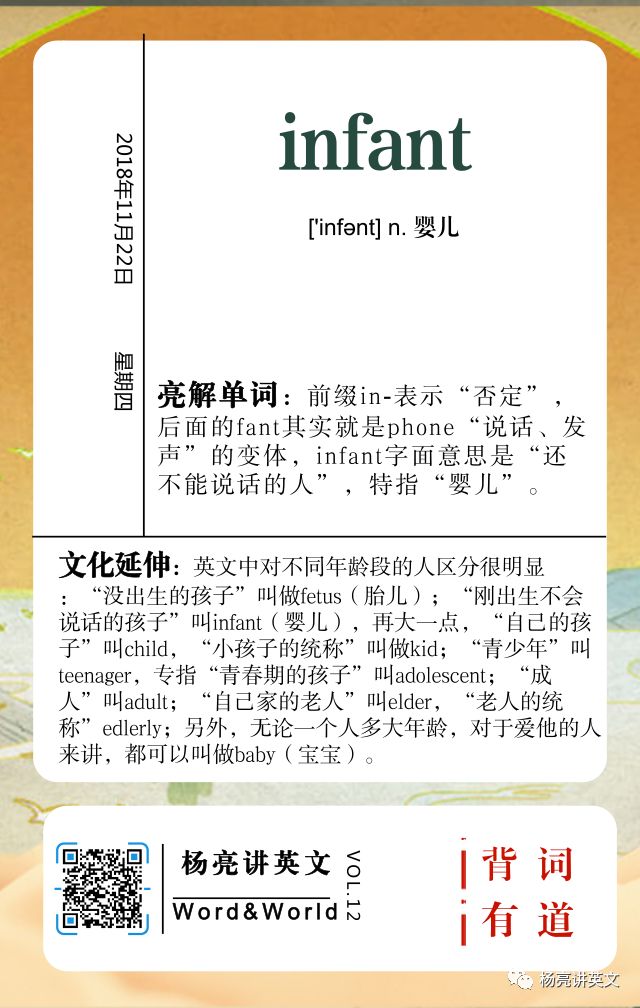 infant
['infənt] n. 婴儿
2018年11月22日
星期四
亮解单词：前缀in-表示“否定”，
后面的fant其实就是phone“说话、发
声”的变体，infant字面意思是“还
不能说话的人”，特指“婴儿”。
文化延伸：英文中对不同年龄段的人区分很明显
：“没出生的孩子”叫做fetus（胎儿）；“刚出生不会
说话的孩子”叫infant（婴儿），再大一点，“自己的孩
子”叫child，“小孩子的统称”叫做kid；“青少年”叫
teenager，专指“青春期的孩子”叫adolescent；“成
人”叫adult；“自己家的老人”叫elder，“老人的统
称”edlerly；另外，无论一个人多大年龄，对于爱他的人
来讲，都可以叫做baby（宝宝）。
杨亮讲英文
Word&World
VOL.12
背词
有道
杨亮讲英文